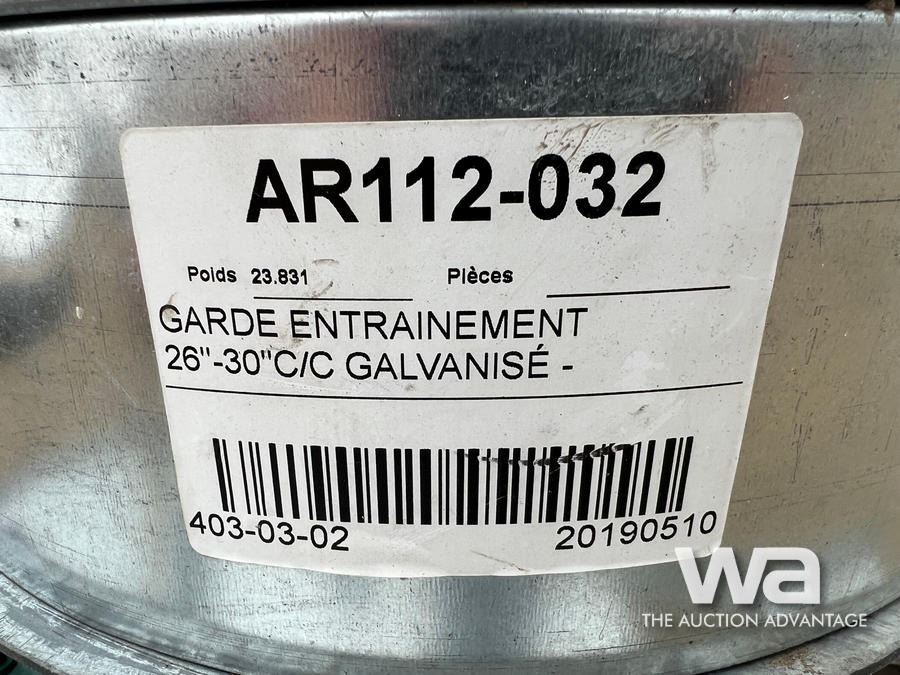 AR112-032
Poids 23.831 Pièces
GARDE ENTRAINEMENT
26"-30"C/C GALVANISÉ -
403-03-02 20190510
wa
THE AUCTION ADVANTAGE